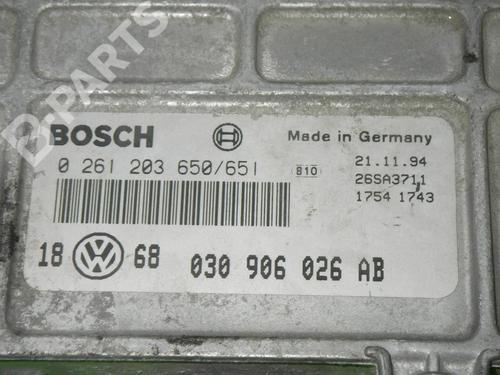 B-PARTS
BOSCH
Made in Germany
0 261 203 650/651
810
21.11.94
26SA3711
1754 1743
18 68 030 906 026 AB